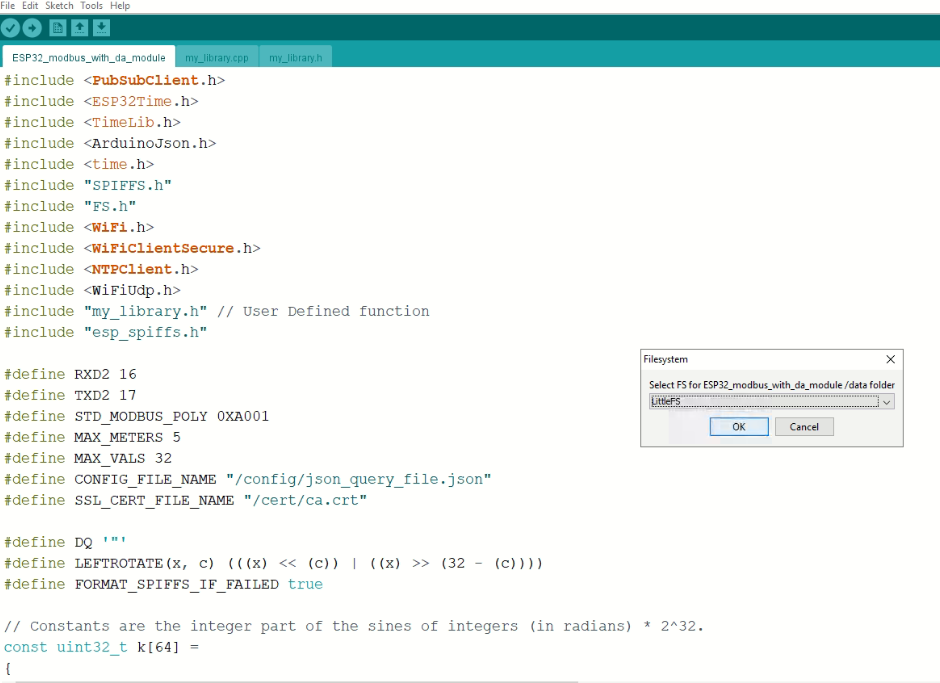 File Edit Sketch Tools Help
ESP32_modbus_with_da_module my_library.cpp my_library.h
#include <PubSubClient.h>
#include <ESP32Time.h>
#include <TimeLib.h>
#include <ArduinoJson.h>
#include <time.h>
#include "SPIFFS.h"
#include "FS.h"
#include <WiFi.h>
#include <WiFiClientSecure.h>
#include <NTPClient.h>
#include <WiFiUdp.h>
#include "my_library.h" // User Defined function
#include "esp_spiffs.h"
#define RXD2 16
#define TXD2 17
#define STD_MODBUS_POLY 0XA001
#define MAX_METERS 5
#define MAX_VALS 32
#define CONFIG_FILE_NAME "/config/json_query_file.json"
#define SSL_CERT_FILE_NAME "/cert/ca.crt"
#define DQ '"'
#define LEFTROTATE(x, c) (((x) << (c)) | ((x) >> (32 - (c))))
#define FORMAT_SPIFFS_IF_FAILED true
// Constants are the integer part of the sines of integers (in radians) * 2^32.
const uint32_t k[64] =
{
Filesystem
Select FS for ESP32_modbus_with_da_module /data folder
LittleFS
OK Cancel